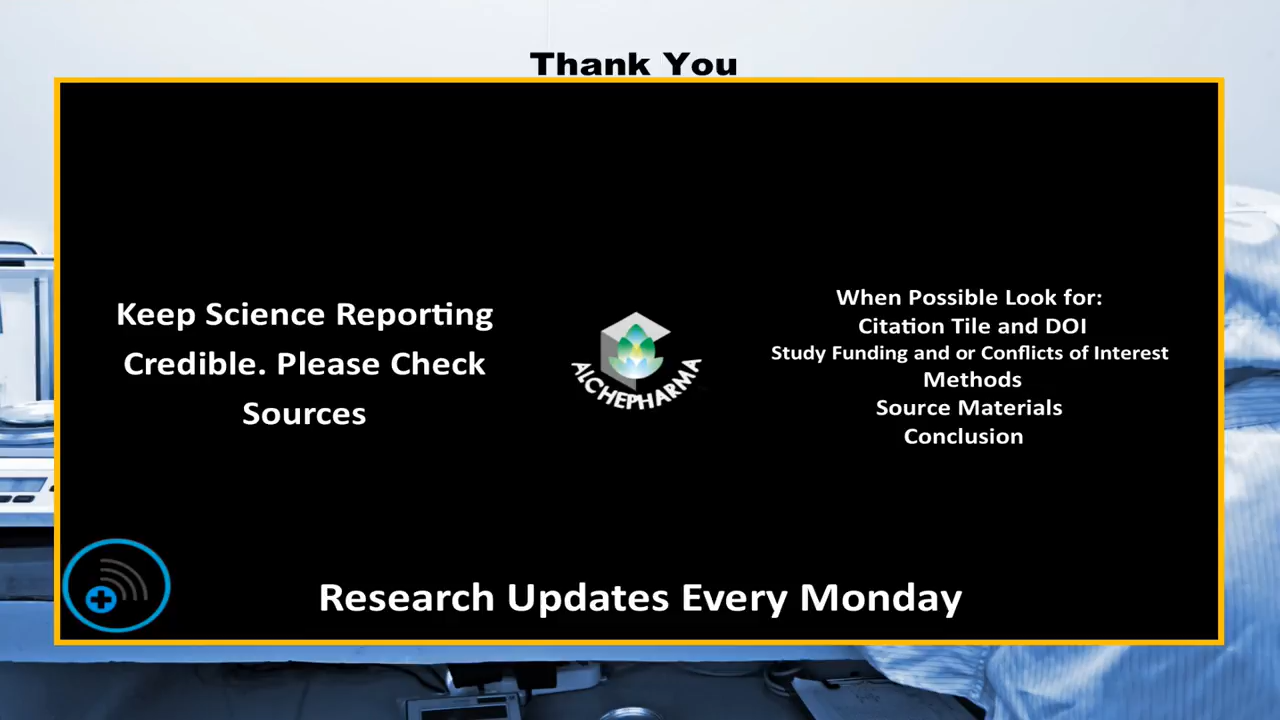 Thank You
Keep Science Reporting
Credible. Please Check
Sources
ALCHEPHARMA
When Possible Look for:
Citation Tile and DOI
Study Funding and or Conflicts of Interest
Methods
Source Materials
Conclusion
Research Updates Every Monday